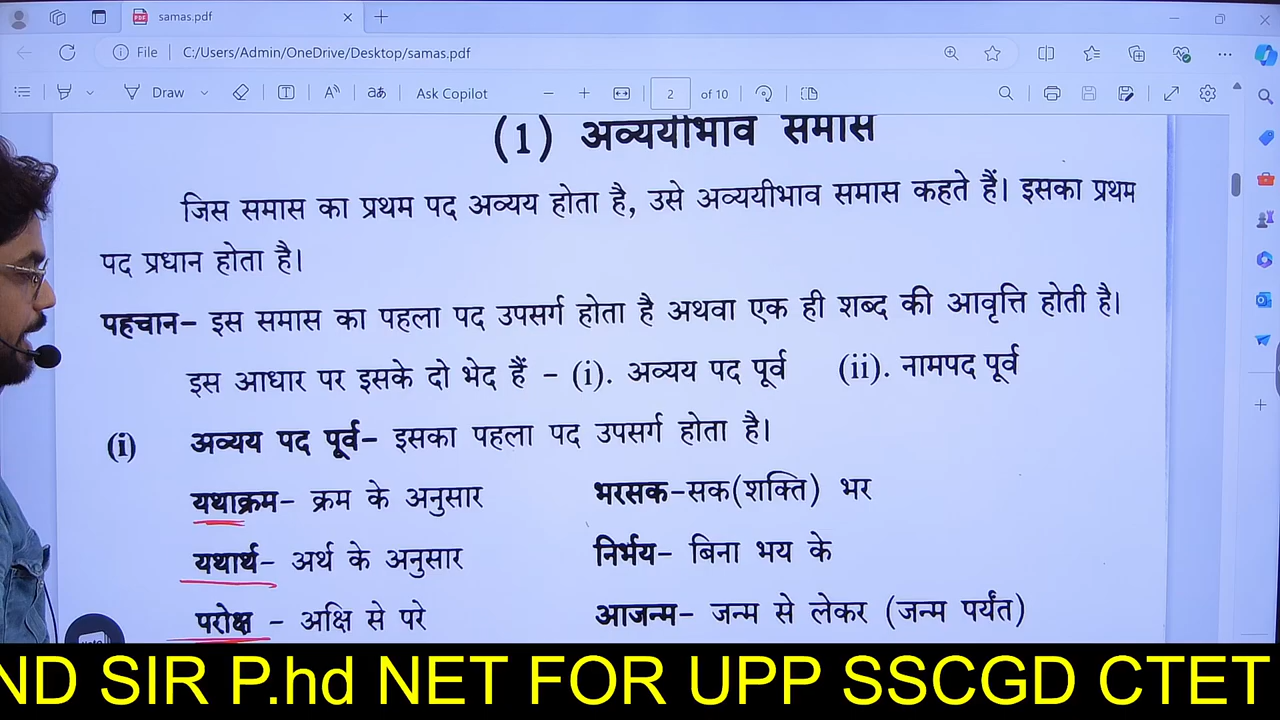 samas.pdf
File C:/Users/Admin/OneDrive/Desktop/samas.pdf
Draw aあ Ask Copilot 2 of 10
(1) अव्ययीभाव समास
जिस समास का प्रथम पद अव्यय होता है, उसे अव्ययीभाव समास कहते हैं। इसका प्रथम
पद प्रधान होता है।
पहचान- इस समास का पहला पद उपसर्ग होता है अथवा एक ही शब्द की आवृत्ति होती है।
इस आधार पर इसके दो भेद हैं - (i). अव्यय पद पूर्व (ii). नामपद पूर्व
(i) अव्यय पद पूर्व- इसका पहला पद उपसर्ग होता है।
यथाक्रम- क्रम के अनुसार भरसक-सक(शक्ति) भर
यथार्थ- अर्थ के अनुसार निर्भय- बिना भय के
परोक्ष - अक्षि से परे आजन्म- जन्म से लेकर (जन्म पर्यंत)
ND SIR P.hd NET FOR UPP SSCGD CTET